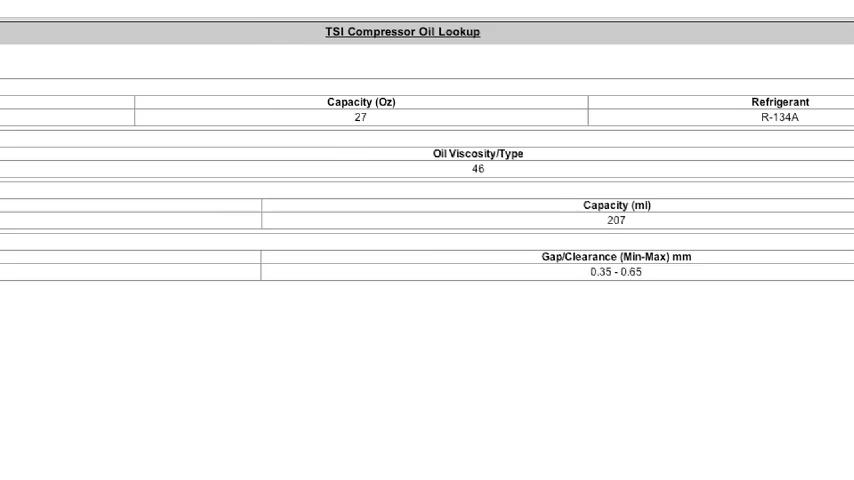 TSI Compressor Oil Lookup
Capacity (Oz) Refrigerant
27 R-134A
Oil Viscosity/Type
46
Capacity (ml)
207
Gap/Clearance (Min-Max) mm
0.35 - 0.65